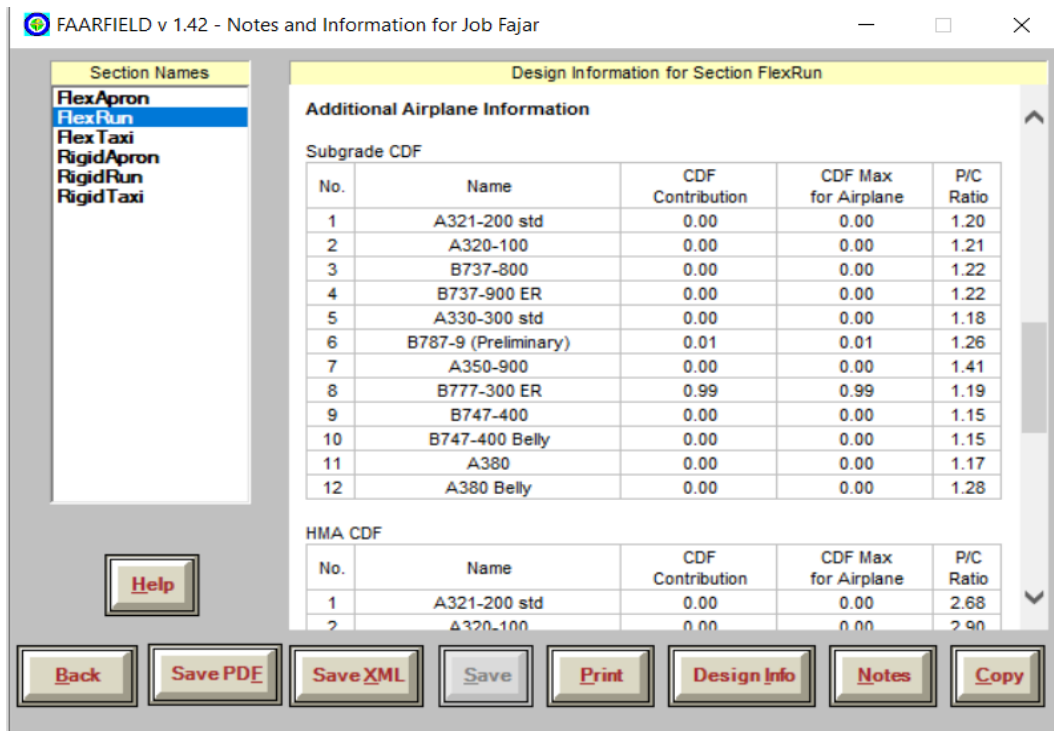 FAARFIELD v 1.42 - Notes and Information for Job Fajar
Section Names
FlexApron
FlexRun
FlexTaxi
RigidApron
RigidRun
RigidTaxi
Design Information for Section FlexRun
Additional Airplane Information
Subgrade CDF
No. Name CDF Contribution CDF Max for Airplane P/C Ratio
1 A321-200 std 0.00 0.00 1.20
2 A320-100 0.00 0.00 1.21
3 B737-800 0.00 0.00 1.22
4 B737-900 ER 0.00 0.00 1.22
5 A330-300 std 0.00 0.00 1.18
6 B787-9 (Preliminary) 0.01 0.01 1.26
7 A350-900 0.00 0.00 1.41
8 B777-300 ER 0.99 0.99 1.19
9 B747-400 0.00 0.00 1.15
10 B747-400 Belly 0.00 0.00 1.15
11 A380 0.00 0.00 1.17
12 A380 Belly 0.00 0.00 1.28
HMA CDF
No. Name CDF Contribution CDF Max for Airplane P/C Ratio
1 A321-200 std 0.00 0.00 2.68
2 A320-100 0.00 0.00 2.90
Help
Back Save PDF Save XML Save Print Design Info Notes Copy